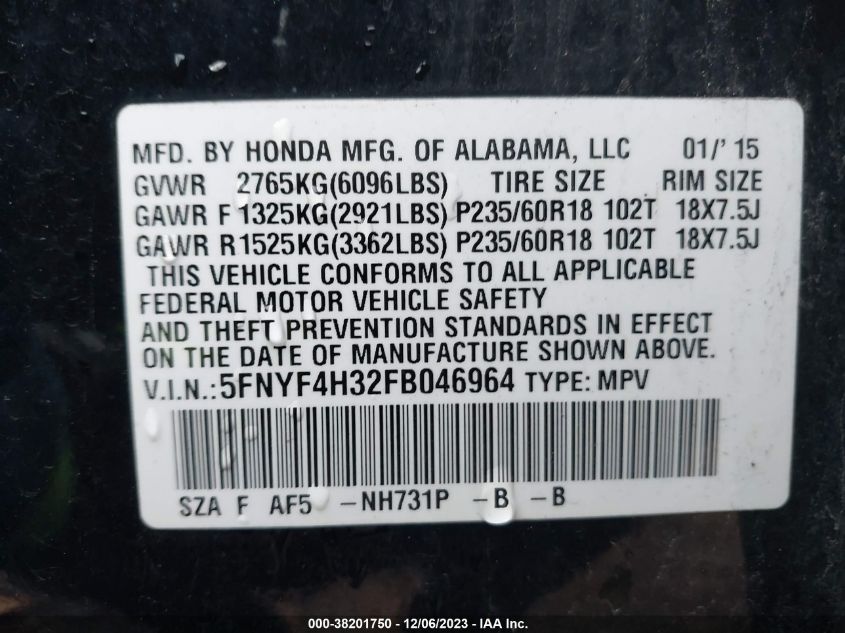 MFD. BY HONDA MFG. OF ALABAMA, LLC 01/'15
GVWR 2765KG(6096LBS) TIRE SIZE RIM SIZE
GAWR F 1325KG(2921LBS) P235/60R18 102T 18X7.5J
GAWR R 1525KG(3362LBS) P235/60R18 102T 18X7.5J
THIS VEHICLE CONFORMS TO ALL APPLICABLE
FEDERAL MOTOR VEHICLE SAFETY
AND THEFT PREVENTION STANDARDS IN EFFECT
ON THE DATE OF MANUFACTURE SHOWN ABOVE.
V.I.N.:5FNYF4H32FB046964 TYPE: MPV
SZA F AF5 -NH731P -B -B
000-38201750 - 12/06/2023 - IAA Inc.